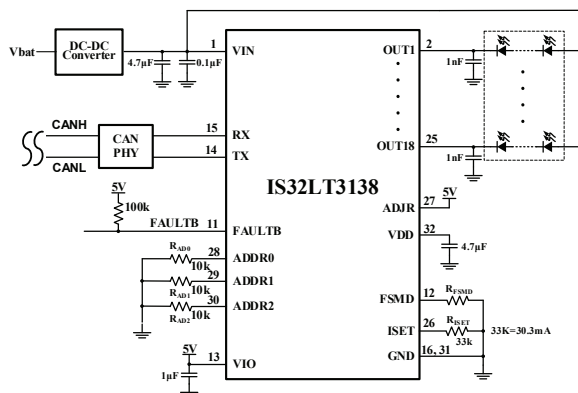 DC-DC
Converter
Vbat
4.7µF
0.1µF
1
VIN
CANH
CANL
CAN
PHY
15
RX
14
TX
5V
100k
FAULTB
11
FAULTB
RAD0
10k
28
ADDR0
RAD1
10k
29
ADDR1
RAD2
10k
30
ADDR2
5V
1µF
13
VIO
IS32LT3138
OUT1
2
1nF
OUT18
25
1nF
ADJR
27
5V
VDD
32
4.7µF
FSMD
12
RFSMD
ISET
26
RISET
33k
33K=30.3mA
GND
16, 31